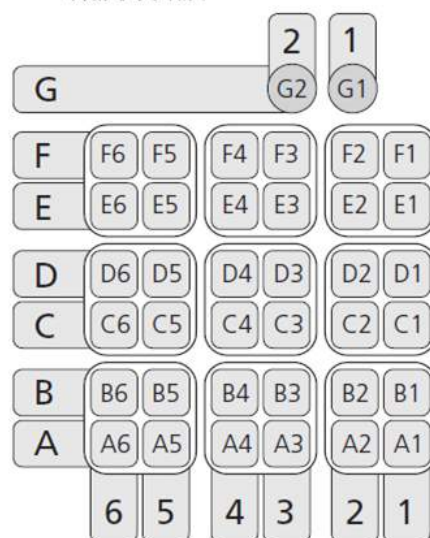 2 1
G G2 G1
F F6 F5 F4 F3 F2 F1
E E6 E5 E4 E3 E2 E1
D D6 D5 D4 D3 D2 D1
C C6 C5 C4 C3 C2 C1
B B6 B5 B4 B3 B2 B1
A A6 A5 A4 A3 A2 A1
6 5 4 3 2 1